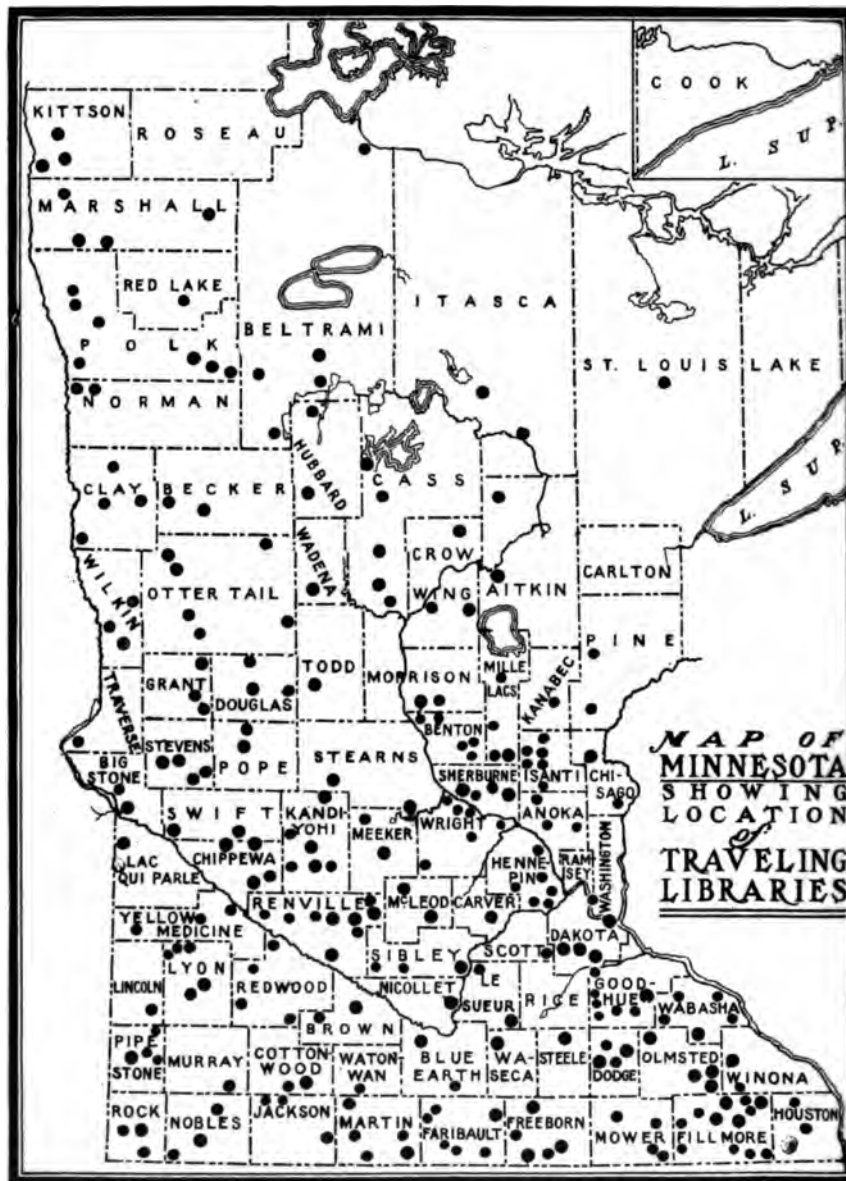 KITTSON
ROSEAU
COOK
L. SUP.
MARSHALL
RED LAKE
BELTRAMI
ITASCA
POLK
ST. LOUIS
LAKE
NORMAN
HUBBARD
CLAY
BECKER
CASS
L. SUP.
WILKIN
WADENA
CROW
WING
AITKIN
CARLTON
OTTER TAIL
PINE
TODD
MORRISON
MILLE
LACS
KANABEC
GRANT
DOUGLAS
TRAVERSE
BENTON
BIG
STONE
STEVENS
POPE
STEARNS
SHERBURNE
ISANTI
CHI-
SAGO
MAP OF
MINNESOTA
SHOWING
LOCATION
of
TRAVELING
LIBRARIES
SWIFT
KANDI-
YOHI
MEEKER
WRIGHT
ANOKA
LAC
QUI PARLE
CHIPPEWA
HENNE-
PIN
RAM-
SEY
WASHINGTON
RENVILLE
McLEOD
CARVER
YELLOW
MEDICINE
DAKOTA
SCOTT
SIBLEY
LINCOLN
LYON
REDWOOD
NICOLLET
LE
SUEUR
RICE
GOOD-
HUE
WABASHA
BROWN
PIPE
STONE
MURRAY
COTTON-
WOOD
WATON-
WAN
BLUE
EARTH
WA-
SECA
STEELE
DODGE
OLMSTED
WINONA
ROCK
NOBLES
JACKSON
MARTIN
FARIBAULT
FREEBORN
MOWER
FILLMORE
HOUSTON